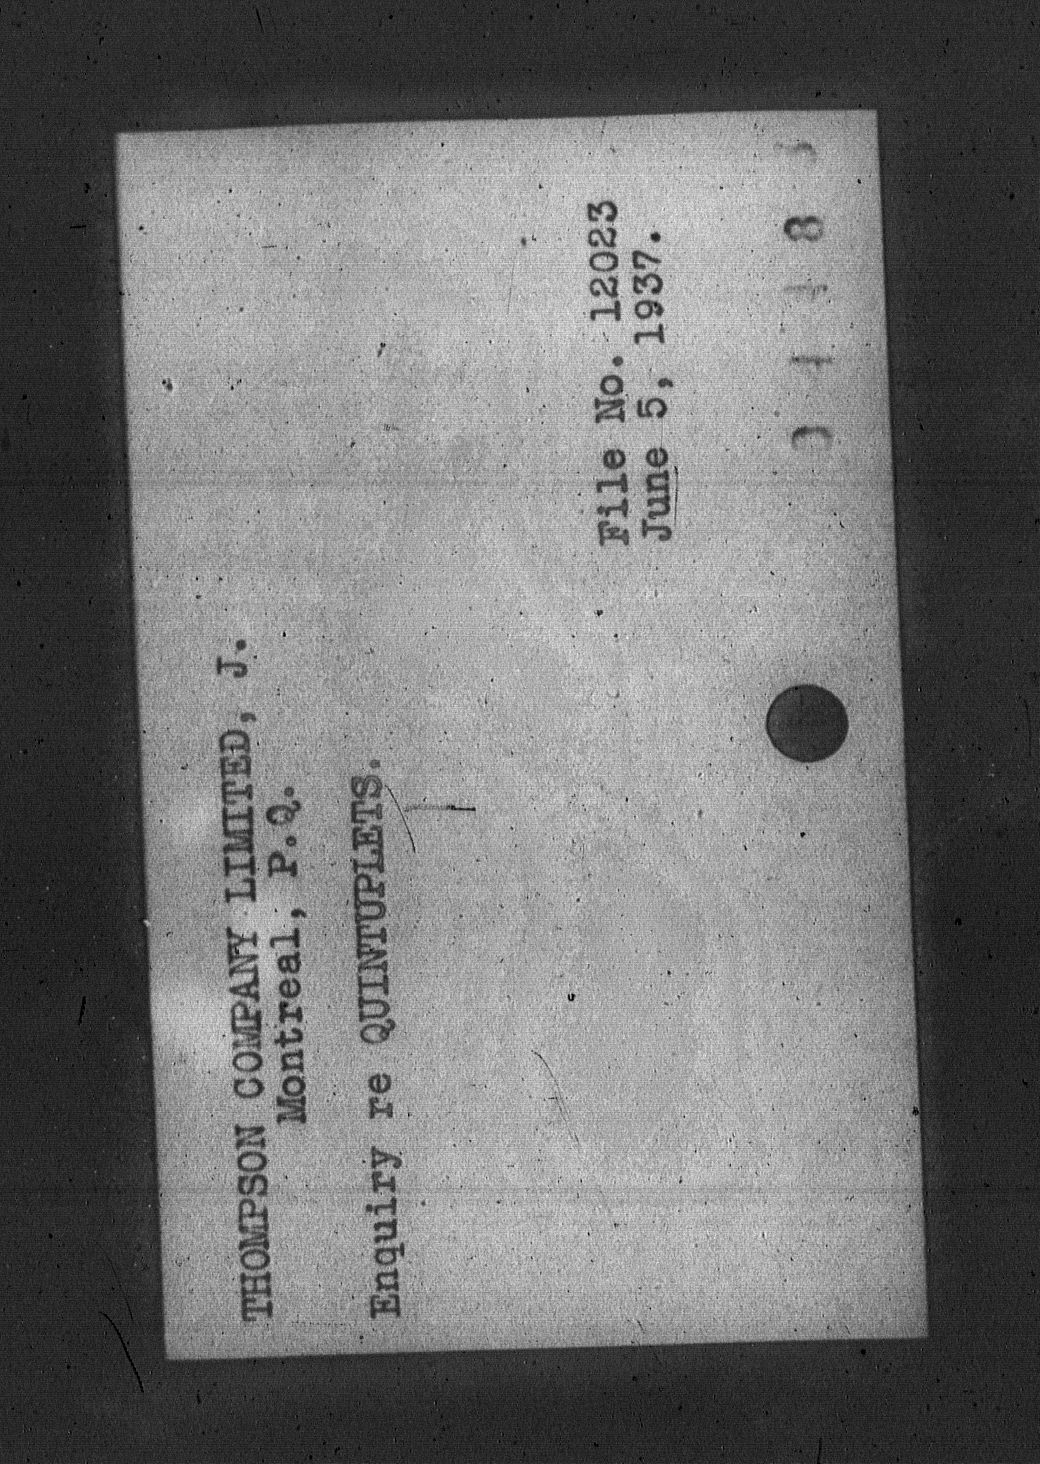 THOMPSON COMPANY LIMITED, J.
Montreal, P.Q.
Enquiry re QUINTUPLETS.
File No. 12023
June 5, 1937.